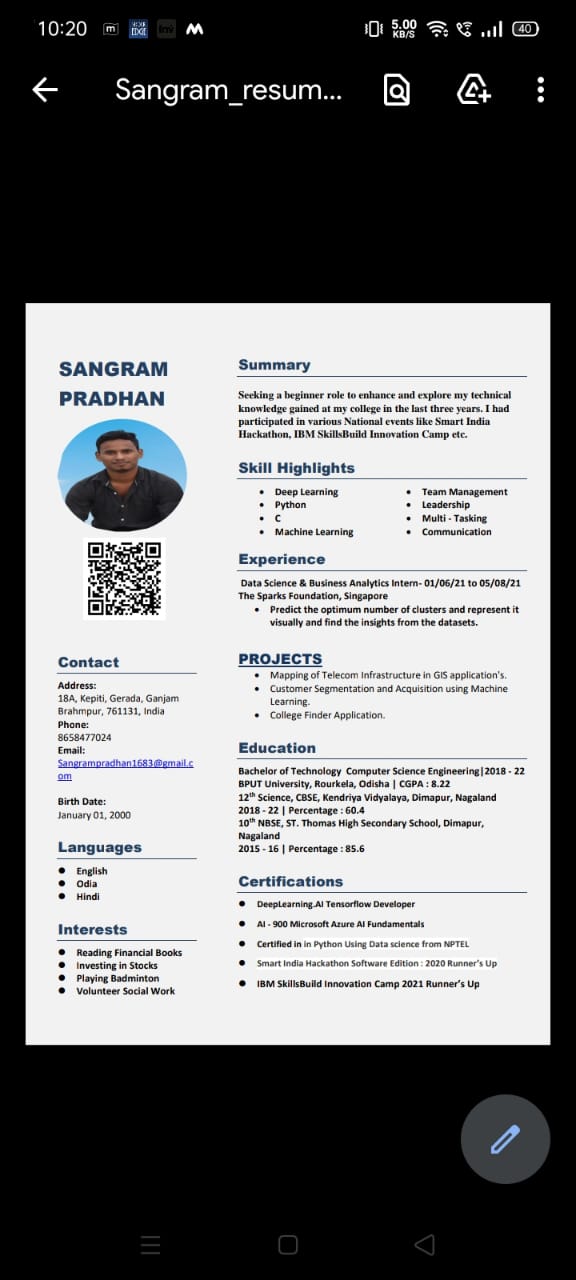 10:20
5.00 KB/S
40
Sangram_resum...
SANGRAM
PRADHAN
Contact
Address:
18A, Kepiti, Gerada, Ganjam
Brahmpur, 761131, India
Phone:
8658477024
Email:
Sangrampradhan1683@gmail.c
om
Birth Date:
January 01, 2000
Languages
English
Odia
Hindi
Interests
Reading Financial Books
Investing in Stocks
Playing Badminton
Volunteer Social Work
Summary
Seeking a beginner role to enhance and explore my technical
knowledge gained at my college in the last three years. I had
participated in various National events like Smart India
Hackathon, IBM SkillsBuild Innovation Camp etc.
Skill Highlights
Deep Learning
Python
C
Machine Learning
Team Management
Leadership
Multi - Tasking
Communication
Experience
Data Science & Business Analytics Intern- 01/06/21 to 05/08/21
The Sparks Foundation, Singapore
Predict the optimum number of clusters and represent it
visually and find the insights from the datasets.
PROJECTS
Mapping of Telecom Infrastructure in GIS application's.
Customer Segmentation and Acquisition using Machine
Learning.
College Finder Application.
Education
Bachelor of Technology Computer Science Engineering|2018 - 22
BPUT University, Rourkela, Odisha | CGPA : 8.22
12th Science, CBSE, Kendriya Vidyalaya, Dimapur, Nagaland
2018 - 22 | Percentage : 60.4
10th NBSE, ST. Thomas High Secondary School, Dimapur,
Nagaland
2015 - 16 | Percentage : 85.6
Certifications
DeepLearning.AI Tensorflow Developer
AI - 900 Microsoft Azure AI Fundamentals
Certified in in Python Using Data science from NPTEL
Smart India Hackathon Software Edition : 2020 Runner's Up
IBM SkillsBuild Innovation Camp 2021 Runner's Up